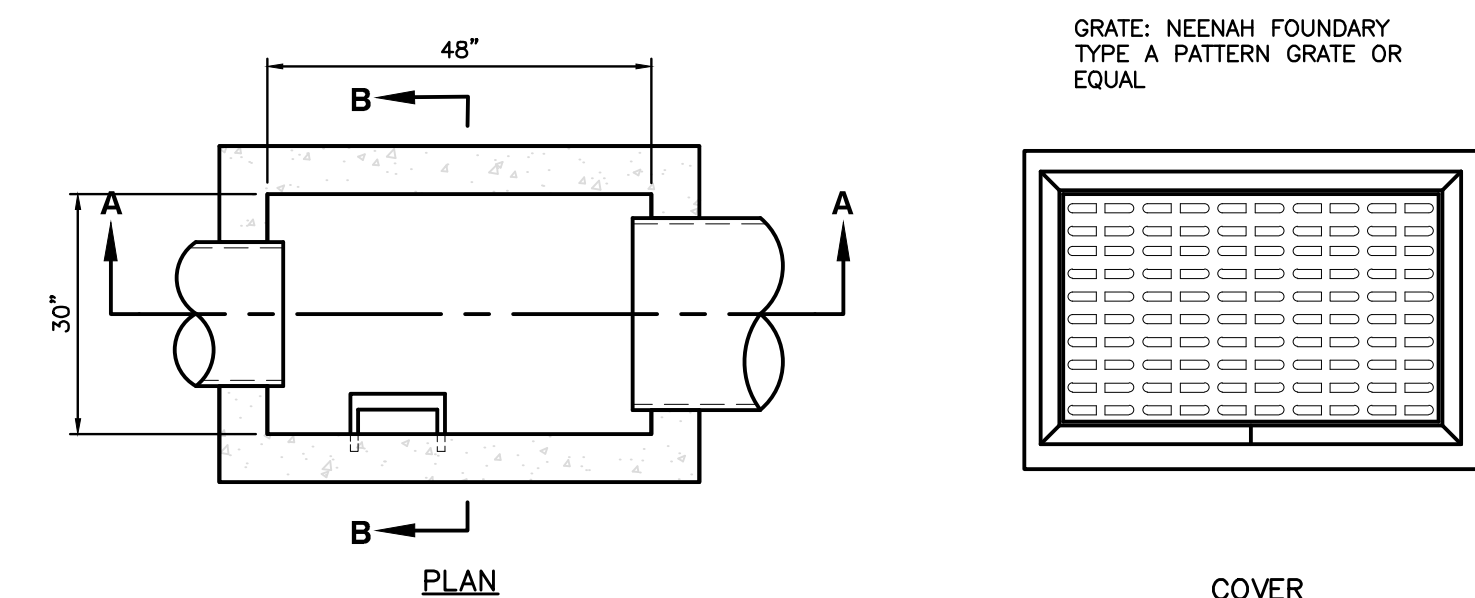 48”
B
A
A
30”
B
PLAN
GRATE: NEENAH FOUNDARY
TYPE A PATTERN GRATE OR
EQUAL
COVER